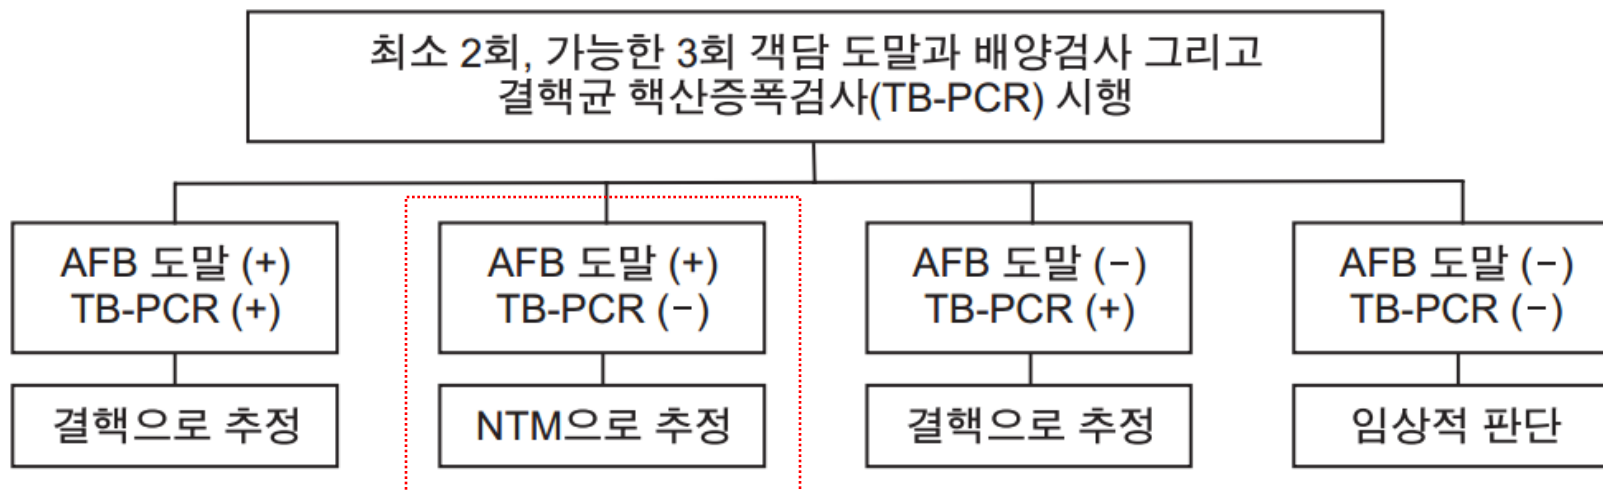 최소 2회, 가능한 3회 객담 도말과 배양검사 그리고
결핵균 핵산증폭검사(TB-PCR) 시행
AFB 도말 (+)
TB-PCR (+)
결핵으로 추정
AFB 도말 (+)
TB-PCR (−)
NTM으로 추정
AFB 도말 (−)
TB-PCR (+)
결핵으로 추정
AFB 도말 (−)
TB-PCR (−)
임상적 판단